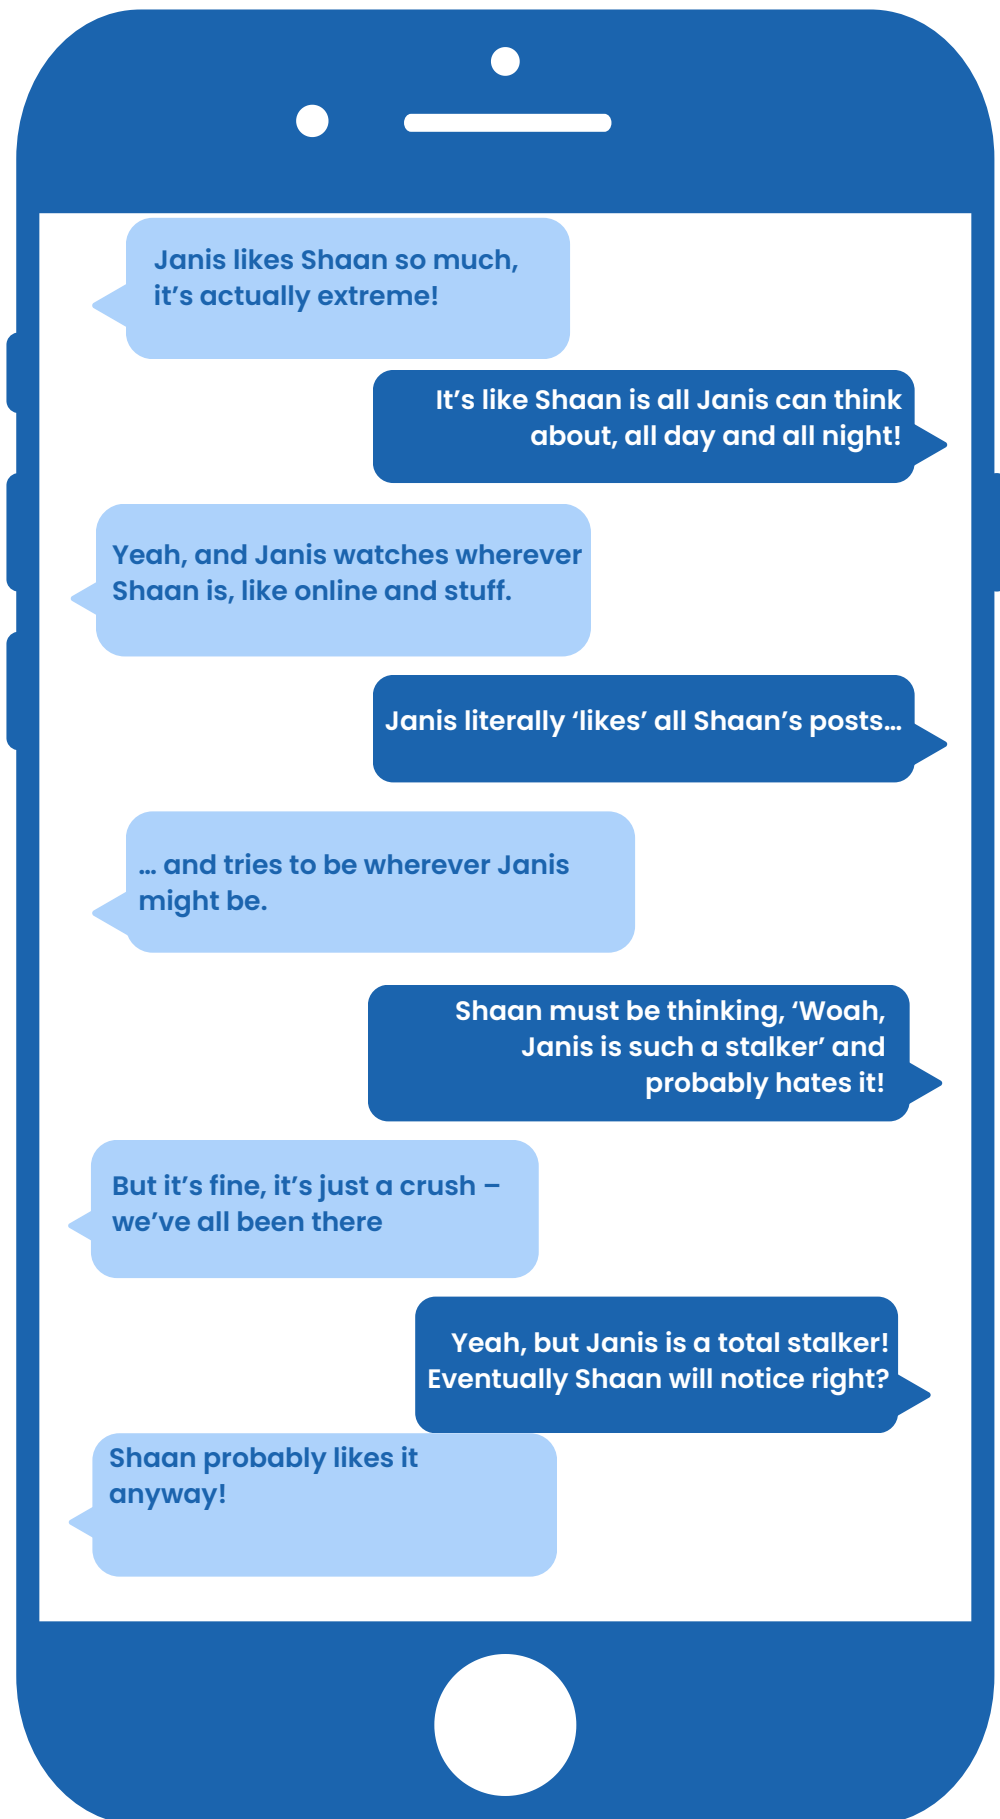 Janis likes Shaan so much,
it’s actually extreme!
It’s like Shaan is all Janis can think
about, all day and all night!
Yeah, and Janis watches wherever
Shaan is, like online and stuff.
Janis literally ‘likes’ all Shaan’s posts...
... and tries to be wherever Janis
might be.
Shaan must be thinking, ‘Woah,
Janis is such a stalker’ and
probably hates it!
But it’s fine, it’s just a crush –
we’ve all been there
Yeah, but Janis is a total stalker!
Eventually Shaan will notice right?
Shaan probably likes it
anyway!